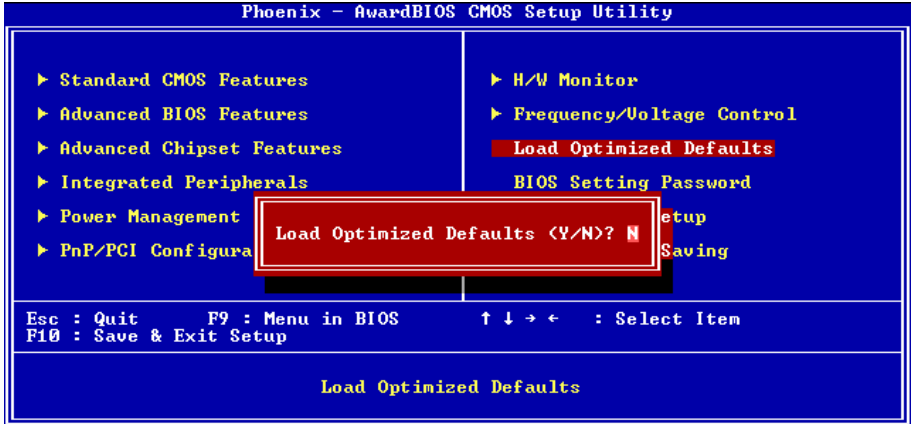 Phoenix - AwardBIOS CMOS Setup Utility
Standard CMOS Features
Advanced BIOS Features
Advanced Chipset Features
Integrated Peripherals
Power Management
PnP/PCI Configura
H/W Monitor
Frequency/Voltage Control
Load Optimized Defaults
BIOS Setting Password
etup
Saving
Load Optimized Defaults (Y/N)? N
Esc : Quit F9 : Menu in BIOS ↑ ↓ → ← : Select Item
F10 : Save & Exit Setup
Load Optimized Defaults